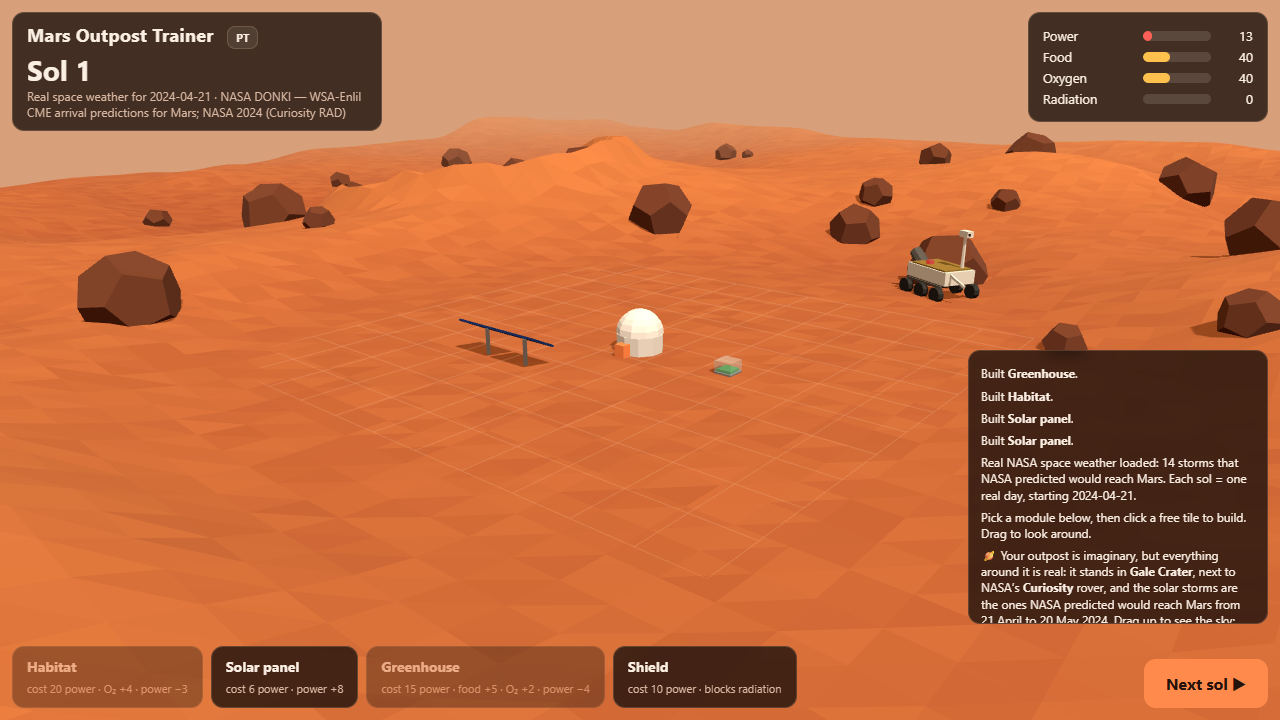 Mars Outpost Trainer PT
Sol 1
Real space weather for 2024-04-21 · NASA DONKI — WSA-Enlil
CME arrival predictions for Mars; NASA 2024 (Curiosity RAD)
Power 13
Food 40
Oxygen 40
Radiation 0
Built Greenhouse.
Built Habitat.
Built Solar panel.
Built Solar panel.
Real NASA space weather loaded: 14 storms that
NASA predicted would reach Mars. Each sol = one
real day, starting 2024-04-21.
Pick a module below, then click a free tile to build.
Drag to look around.
🪐 Your outpost is imaginary, but everything
around it is real: it stands in Gale Crater, next to
NASA's Curiosity rover, and the solar storms are
the ones NASA predicted would reach Mars from
21 April to 20 May 2024. Drag up to see the sky:
Habitat
cost 20 power · O₂ +4 · power −3
Solar panel
cost 6 power · power +8
Greenhouse
cost 15 power · food +5 · O₂ +2 · power −4
Shield
cost 10 power · blocks radiation
Next sol ▶